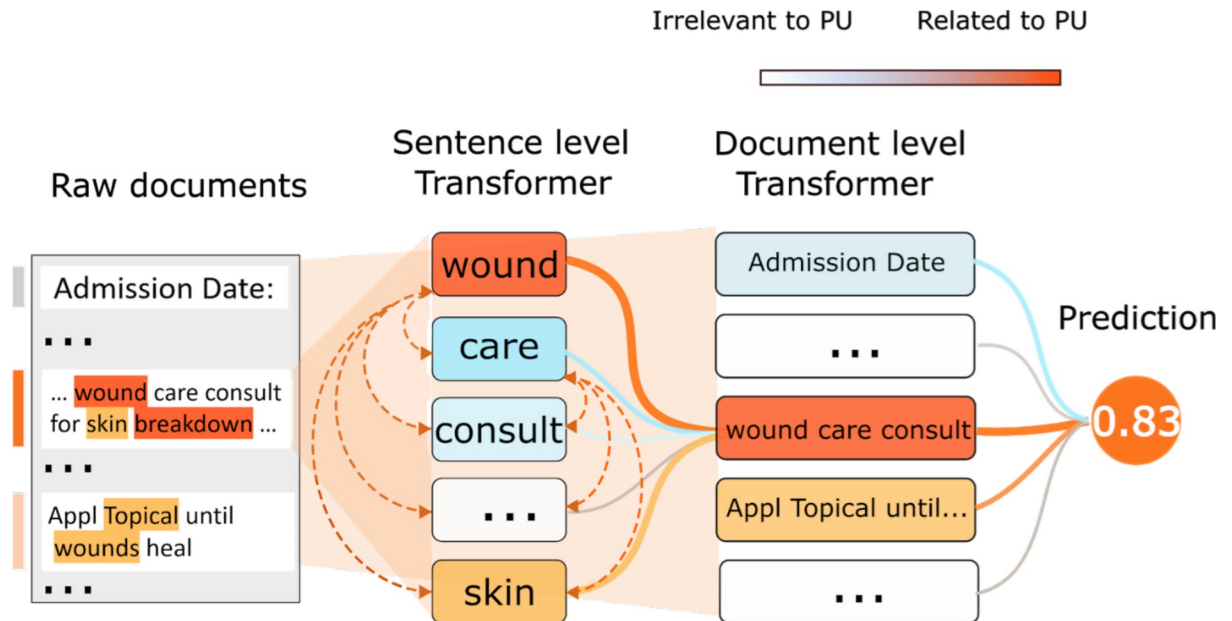 Irrelevant to PU Related to PU
Raw documents
Sentence level
Transformer
Document level
Transformer
Prediction
Admission Date:
...
... wound care consult
for skin breakdown ...
...
Appl Topical until
wounds heal
...
wound
care
consult
...
skin
Admission Date
...
wound care consult
Appl Topical until...
...
0.83